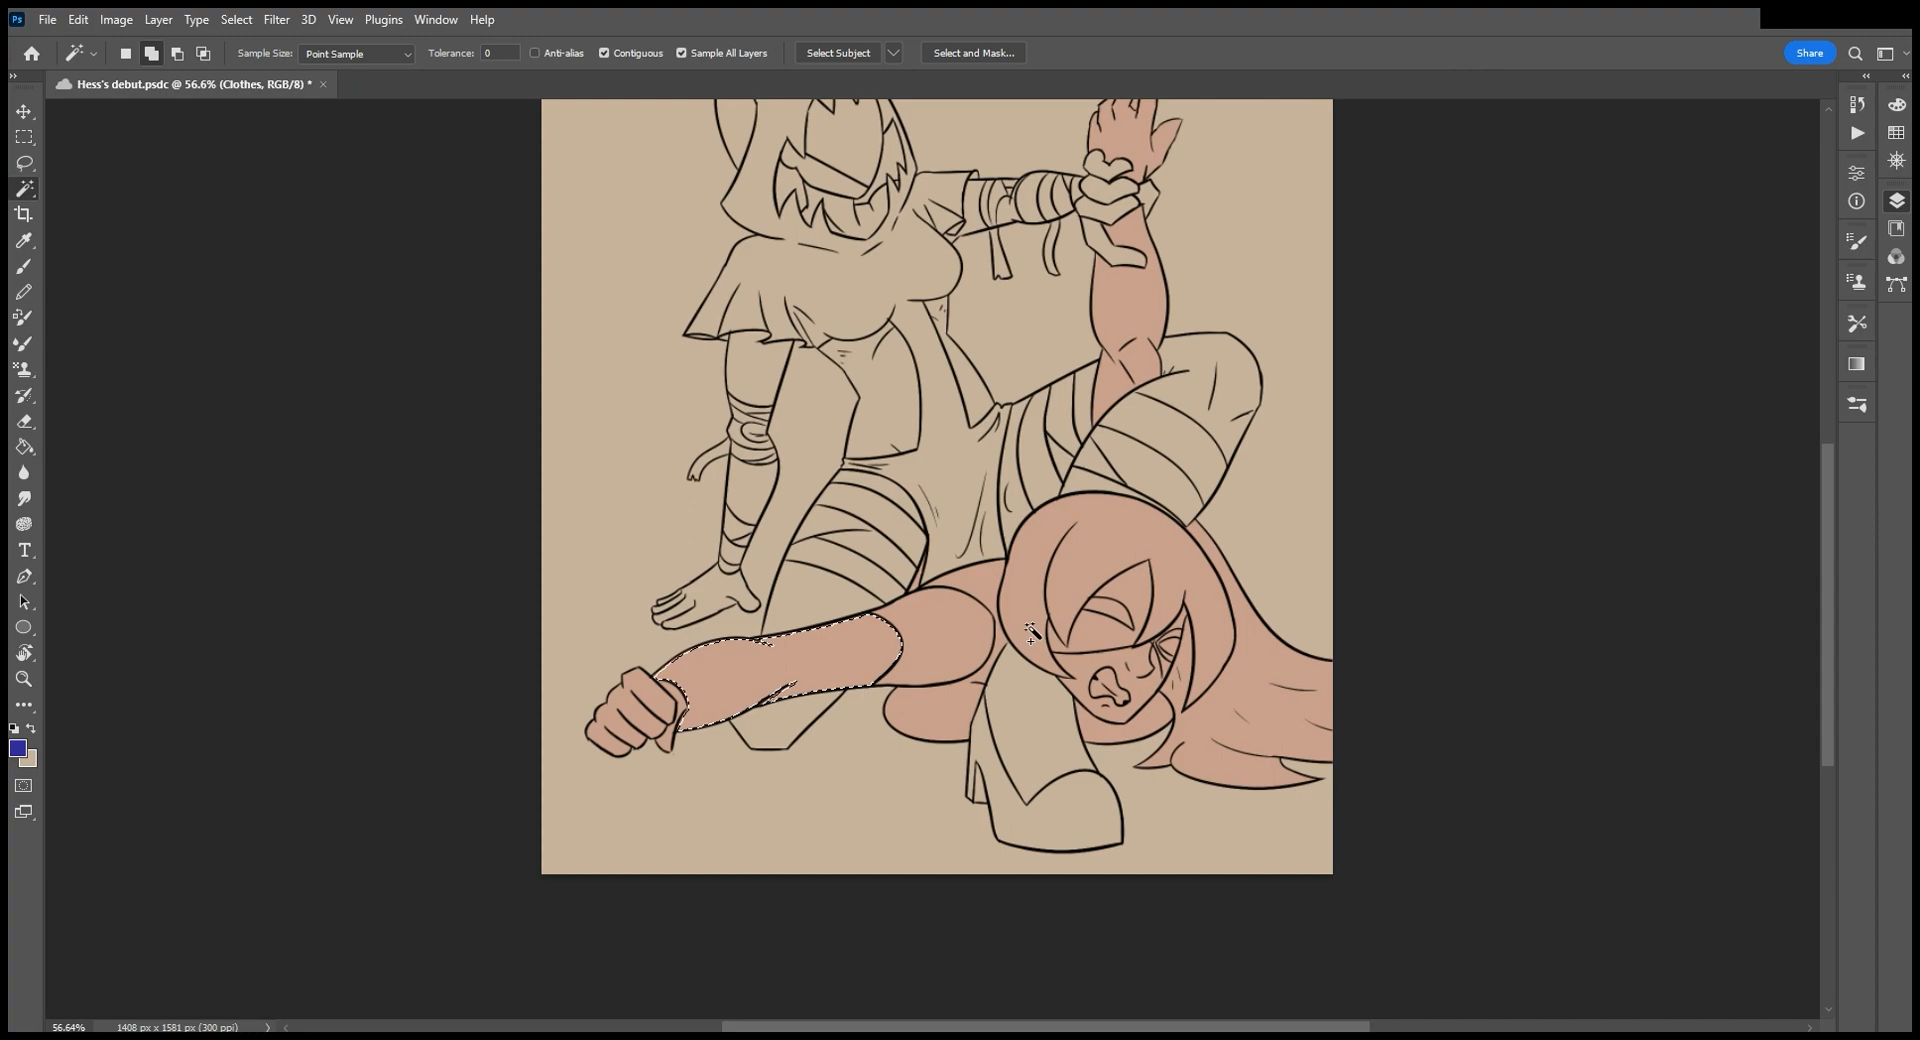 Ps File Edit Image Layer Type Select Filter 3D View Plugins Window Help
Sample Size: Point Sample Tolerance: 0 Anti-alias Contiguous Sample All Layers Select Subject Select and Mask... Share
Hess's debut.psdc @ 56.6% (Clothes, RGB/8) * ×
T
56.64% 1408 px x 1581 px (300 ppi)